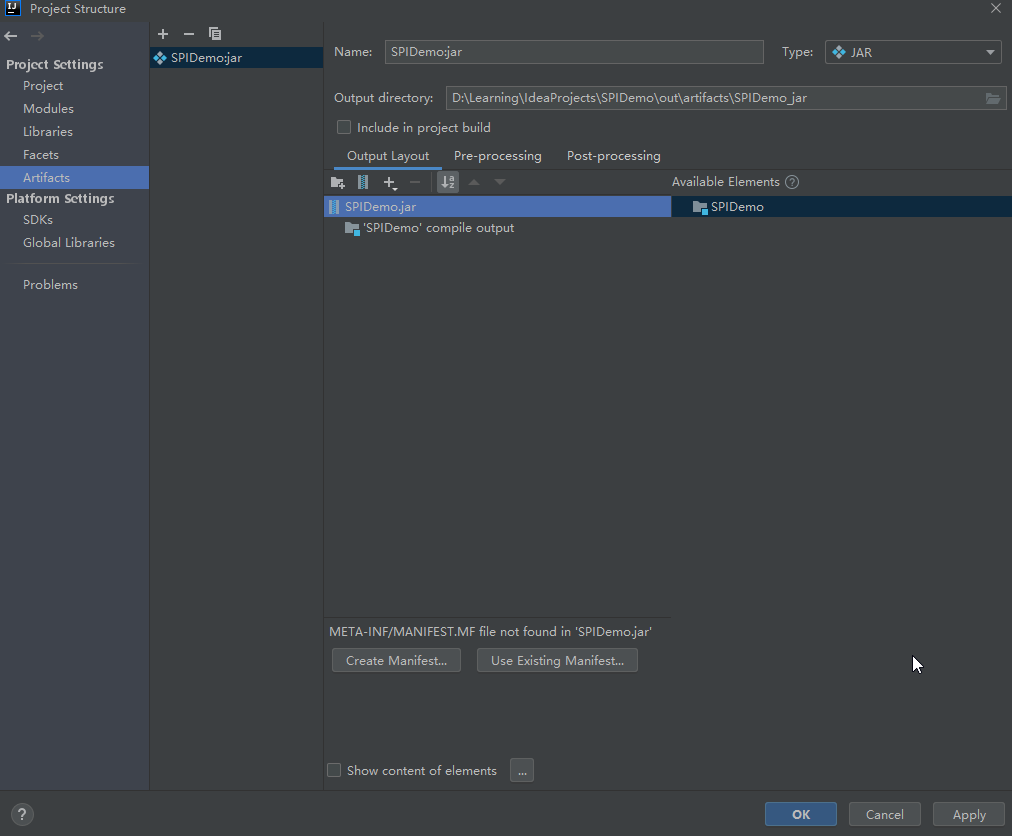 Project Structure
Project Settings
Project
Modules
Libraries
Facets
Artifacts
Platform Settings
SDKs
Global Libraries
Problems
SPIDemo:jar
Name: SPIDemo:jar Type: JAR
Output directory: D:\Learning\IdeaProjects\SPIDemo\out\artifacts\SPIDemo_jar
Include in project build
Output Layout Pre-processing Post-processing
Available Elements ?
SPIDemo.jar
'SPIDemo' compile output
SPIDemo
META-INF/MANIFEST.MF file not found in 'SPIDemo.jar'
Create Manifest... Use Existing Manifest...
Show content of elements ...
? OK Cancel Apply